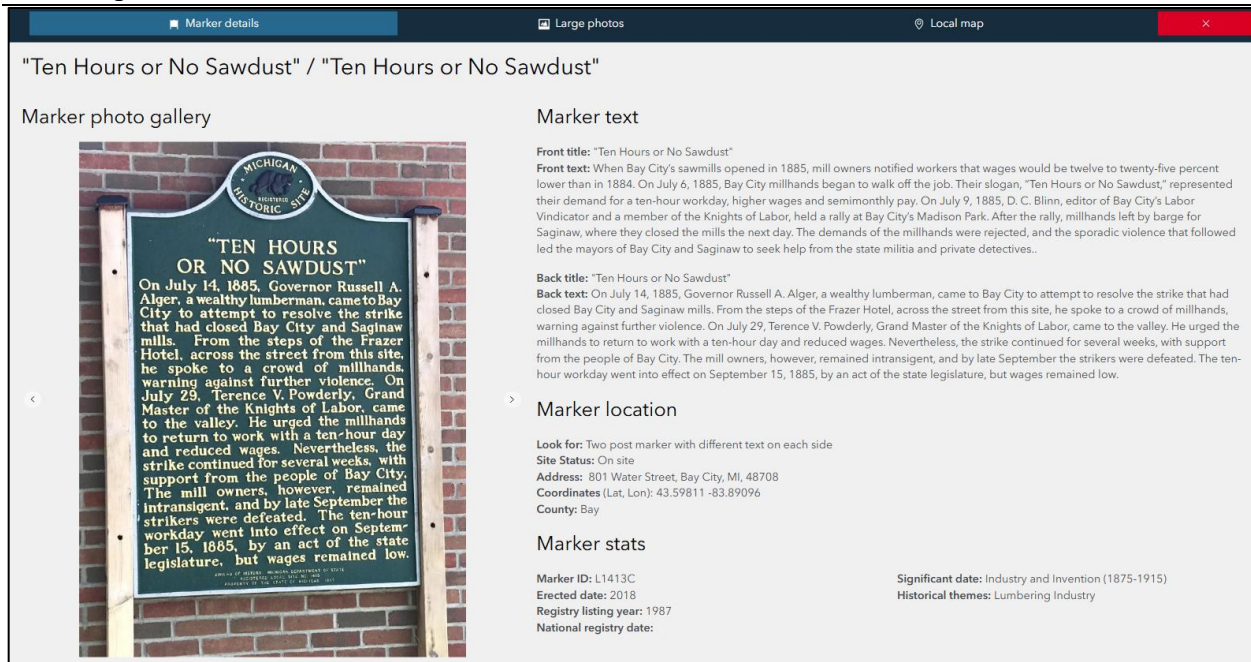 Marker details
Large photos
Local map
×
"Ten Hours or No Sawdust" / "Ten Hours or No Sawdust"
Marker photo gallery
MICHIGAN
REGISTERED
HISTORIC SITE
"TEN HOURS
OR NO SAWDUST"
On July 14, 1885, Governor Russell A.
Alger, a wealthy lumberman, came to Bay
City to attempt to resolve the strike
that had closed Bay City and Saginaw
mills. From the steps of the Frazer
Hotel, across the street from this site,
he spoke to a crowd of millhands,
warning against further violence. On
July 29, Terence V. Powderly, Grand
Master of the Knights of Labor, came
to the valley. He urged the millhands
to return to work with a ten-hour day
and reduced wages. Nevertheless, the
strike continued for several weeks, with
support from the people of Bay City.
The mill owners, however, remained
intransigent, and by late September the
strikers were defeated. The ten-hour
workday went into effect on Septem-
ber 15, 1885, by an act of the state
legislature, but wages remained low.
Marker text
Front title: "Ten Hours or No Sawdust"
Front text: When Bay City's sawmills opened in 1885, mill owners notified workers that wages would be twelve to twenty-five percent
lower than in 1884. On July 6, 1885, Bay City millhands began to walk off the job. Their slogan, "Ten Hours or No Sawdust," represented
their demand for a ten-hour workday, higher wages and semimonthly pay. On July 9, 1885, D. C. Blinn, editor of Bay City's Labor
Vindicator and a member of the Knights of Labor, held a rally at Bay City's Madison Park. After the rally, millhands left by barge for
Saginaw, where they closed the mills the next day. The demands of the millhands were rejected, and the sporadic violence that followed
led the mayors of Bay City and Saginaw to seek help from the state militia and private detectives..
Back title: "Ten Hours or No Sawdust"
Back text: On July 14, 1885, Governor Russell A. Alger, a wealthy lumberman, came to Bay City to attempt to resolve the strike that had
closed Bay City and Saginaw mills. From the steps of the Frazer Hotel, across the street from this site, he spoke to a crowd of millhands,
warning against further violence. On July 29, Terence V. Powderly, Grand Master of the Knights of Labor, came to the valley. He urged the
millhands to return to work with a ten-hour day and reduced wages. Nevertheless, the strike continued for several weeks, with support
from the people of Bay City. The mill owners, however, remained intransigent, and by late September the strikers were defeated. The ten-
hour workday went into effect on September 15, 1885, by an act of the state legislature, but wages remained low.
Marker location
Look for: Two post marker with different text on each side
Site Status: On site
Address: 801 Water Street, Bay City, MI, 48708
Coordinates (Lat, Lon): 43.59811 -83.89096
County: Bay
Marker stats
Marker ID: L1413C
Erected date: 2018
Registry listing year: 1987
National registry date:
Significant date: Industry and Invention (1875-1915)
Historical themes: Lumbering Industry